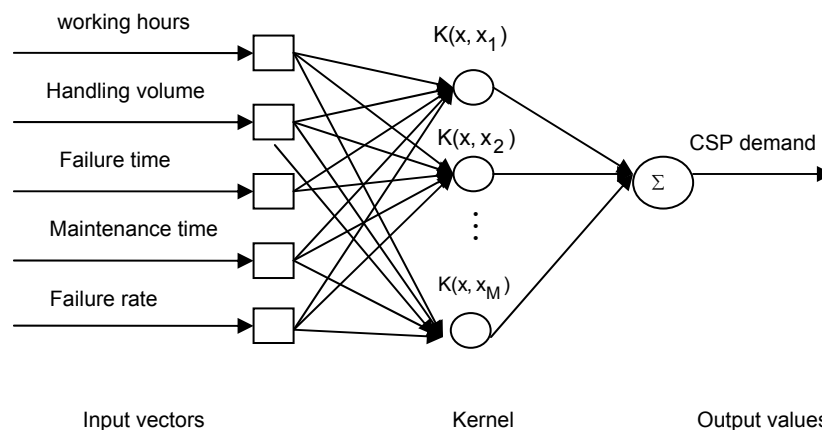 working hours
Handling volume
Failure time
Maintenance time
Failure rate
K(x, x1)
K(x, x2)
K(x, xM)
Σ
CSP demand
Input vectors
Kernel
Output values